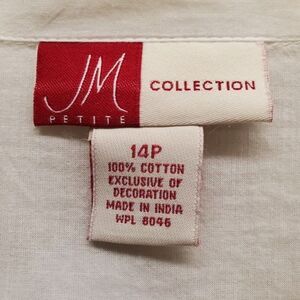 JM
COLLECTION
PETITE
14P
100% COTTON
EXCLUSIVE OF
DECORATION
MADE IN INDIA
WPL 8046